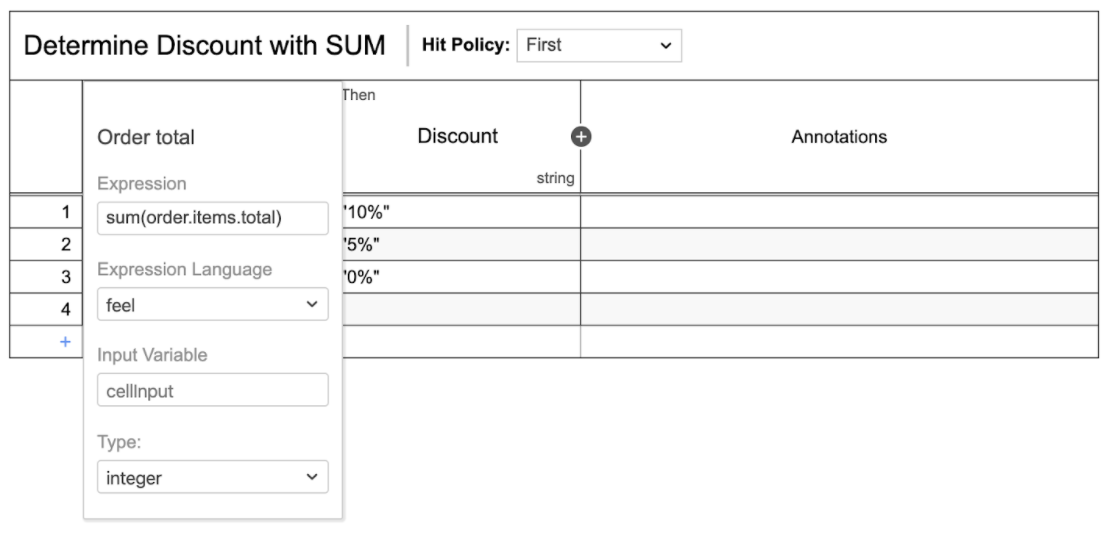 Determine Discount with SUM Hit Policy: First
Then
Order total Discount + Annotations
string
Expression
sum(order.items.total)
1 "10%"
2 "5%"
3 "0%"
4
+
Expression Language
feel
Input Variable
cellInput
Type:
integer